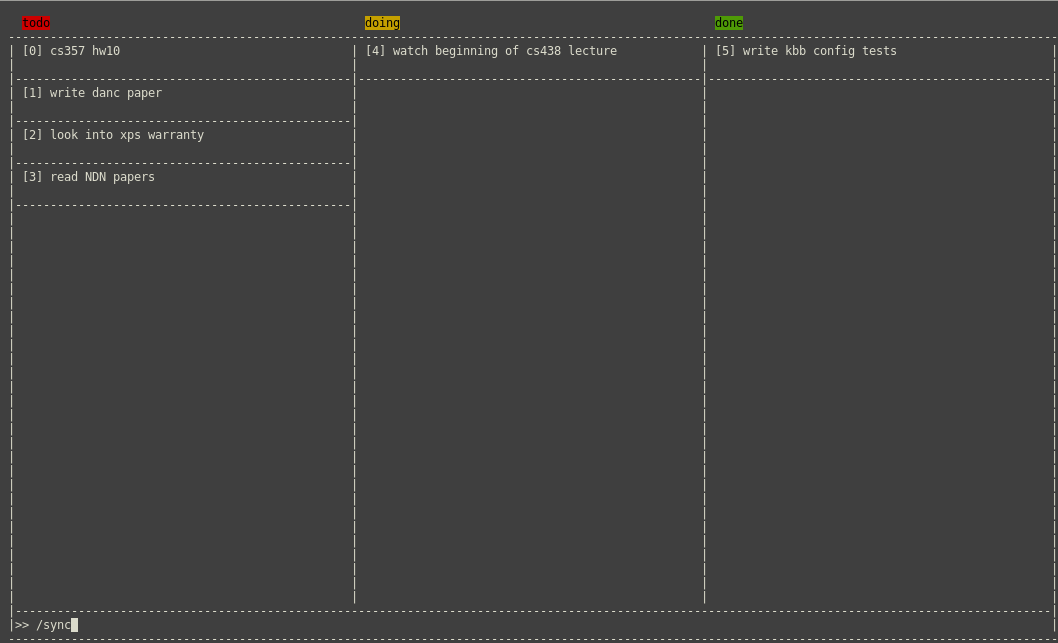 todo doing done
[0] cs357 hw10 [4] watch beginning of cs438 lecture [5] write kbb config tests
[1] write danc paper
[2] look into xps warranty
[3] read NDN papers
>> /sync